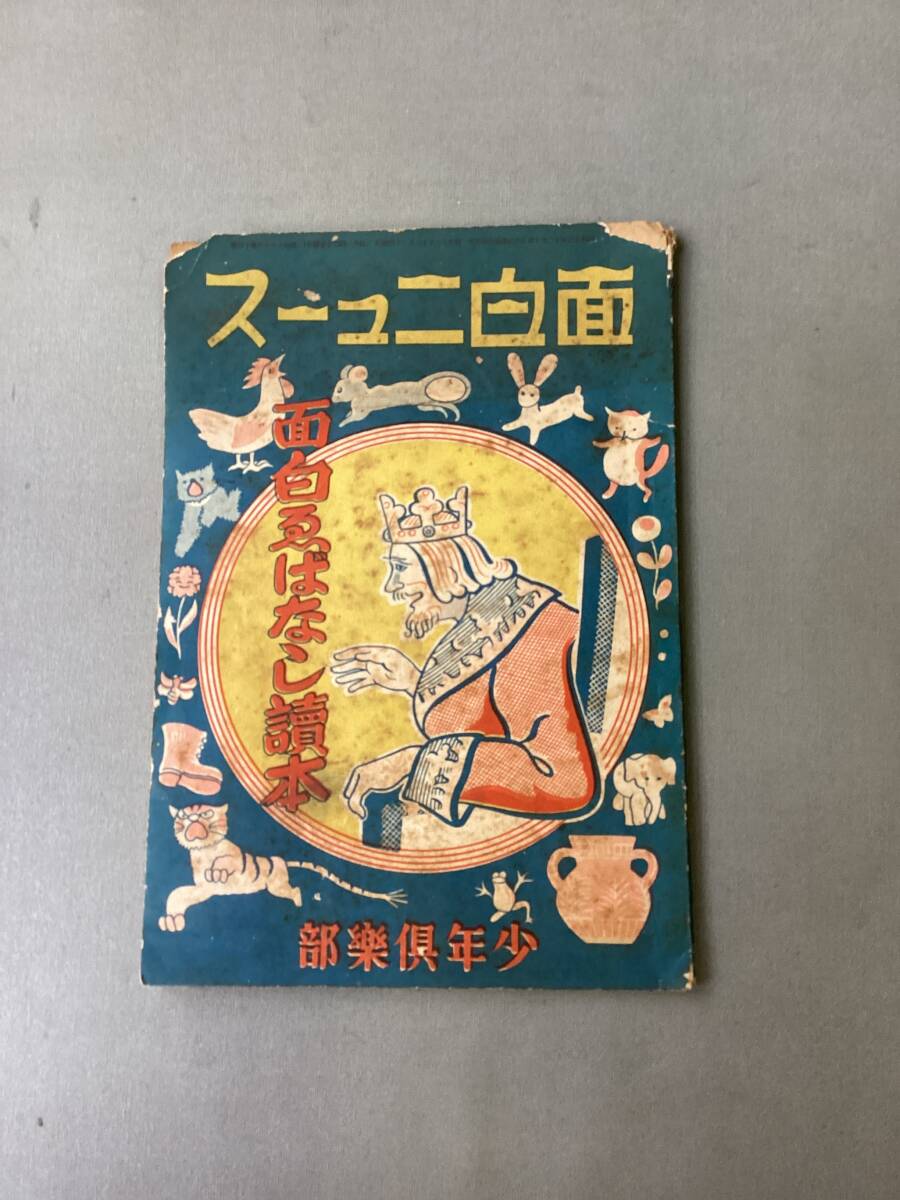 面白ニュース
面白ゑばなし讀本
少年倶樂部